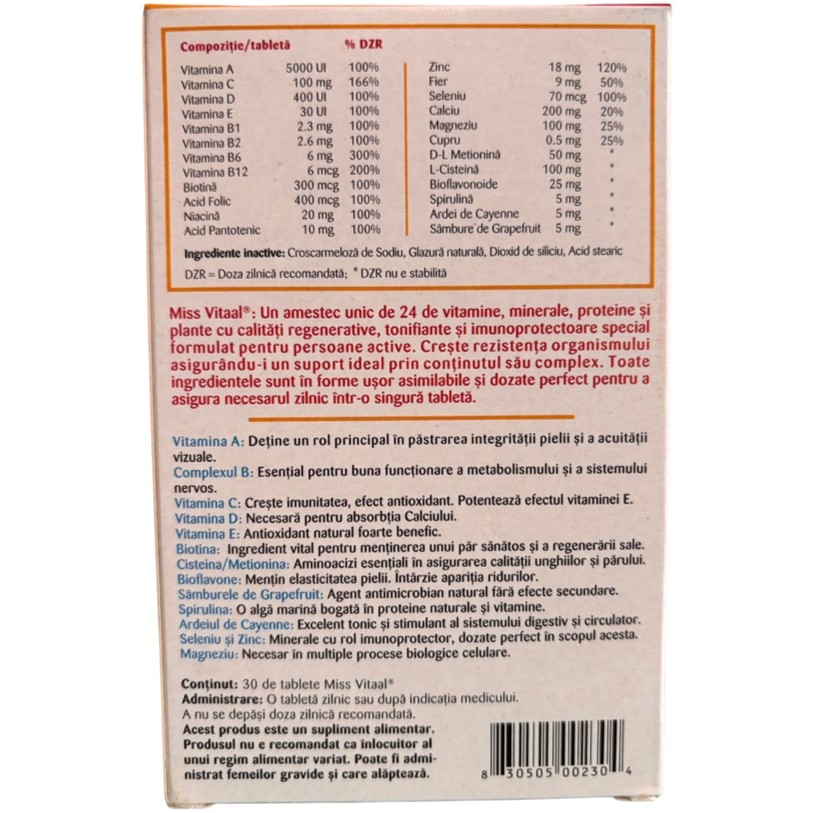 Compoziție/tabletă % DZR
Vitamina A 5000 UI 100%
Vitamina C 100 mg 166%
Vitamina D 400 UI 100%
Vitamina E 30 UI 100%
Vitamina B1 2.3 mg 100%
Vitamina B2 2.6 mg 100%
Vitamina B6 6 mg 300%
Vitamina B12 6 mcg 200%
Biotină 300 mcg 100%
Acid Folic 400 mcg 100%
Niacină 20 mg 100%
Acid Pantotenic 10 mg 100%
Zinc 18 mg 120%
Fier 9 mg 50%
Seleniu 70 mcg 100%
Calciu 200 mg 20%
Magneziu 100 mg 25%
Cupru 0.5 mg 25%
D-L Metionină 50 mg *
L-Cisteină 100 mg *
Bioflavonoide 25 mg *
Spirulină 5 mg *
Ardei de Cayenne 5 mg *
Sâmbure de Grapefruit 5 mg *
Ingrediente inactive: Croscarmeloză de Sodiu, Glazură naturală, Dioxid de siliciu, Acid stearic
DZR = Doza zilnică recomandată; * DZR nu e stabilită
Miss Vitaal®: Un amestec unic de 24 de vitamine, minerale, proteine și
plante cu calități regenerative, tonifiante și imunoprotectoare special
formulat pentru persoane active. Crește rezistența organismului
asigurându-i un suport ideal prin conținutul său complex. Toate
ingredientele sunt în forme ușor asimilabile și dozate perfect pentru a
asigura necesarul zilnic într-o singură tabletă.
Vitamina A: Deține un rol principal în păstrarea integrității pielii și a acuității
vizuale.
Complexul B: Esențial pentru buna funcționare a metabolismului și a sistemului
nervos.
Vitamina C: Crește imunitatea, efect antioxidant. Potentează efectul vitaminei E.
Vitamina D: Necesară pentru absorbția Calciului.
Vitamina E: Antioxidant natural foarte benefic.
Biotina: Ingredient vital pentru menținerea unui păr sănătos și a regenerării sale.
Cisteina/Metionina: Aminoacizi esențiali în asigurarea calității unghiilor și părului.
Bioflavone: Mențin elasticitatea pielii. Întârzie apariția ridurilor.
Sâmburele de Grapefruit: Agent antimicrobian natural fără efecte secundare.
Spirulina: O algă marină bogată în proteine naturale și vitamine.
Ardeiul de Cayenne: Excelent tonic și stimulant al sistemului digestiv și circulator.
Seleniu și Zinc: Minerale cu rol imunoprotector, dozate perfect în scopul acesta.
Magneziu: Necesar în multiple procese biologice celulare.
Conținut: 30 de tablete Miss Vitaal®
Administrare: O tabletă zilnic sau după indicația medicului.
A nu se depăși doza zilnică recomandată.
Acest produs este un supliment alimentar.
Produsul nu e recomandat ca înlocuitor al
unui regim alimentar variat. Poate fi admi-
nistrat femeilor gravide și care alăptează.
8 30505 00230 4